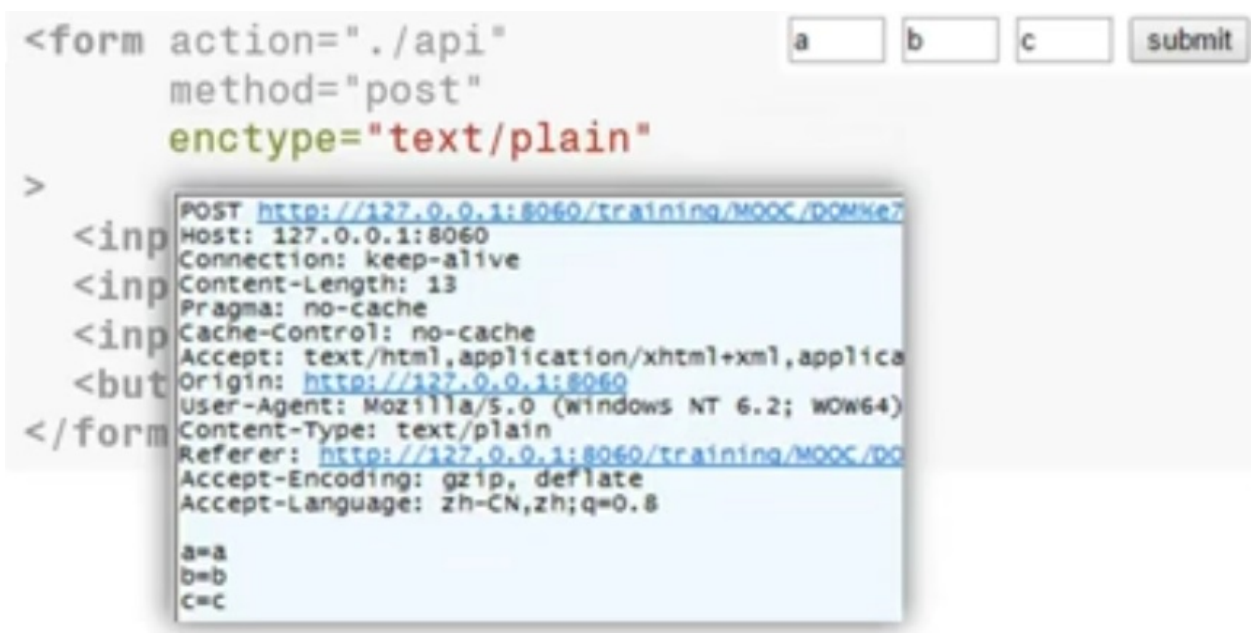 <form action="./api"
a b c submit
method="post"
enctype="text/plain"
>
<inp
<inp
<inp
<but
</form
POST http://127.0.0.1:8060/training/MOOC/DOM%e7
Host: 127.0.0.1:8060
Connection: keep-alive
Content-Length: 13
Pragma: no-cache
Cache-Control: no-cache
Accept: text/html,application/xhtml+xml,applica
Origin: http://127.0.0.1:8060
User-Agent: Mozilla/5.0 (Windows NT 6.2; WOW64)
Content-Type: text/plain
Referer: http://127.0.0.1:8060/training/MOOC/DO
Accept-Encoding: gzip, deflate
Accept-Language: zh-CN,zh;q=0.8
a=a
b=b
c=c